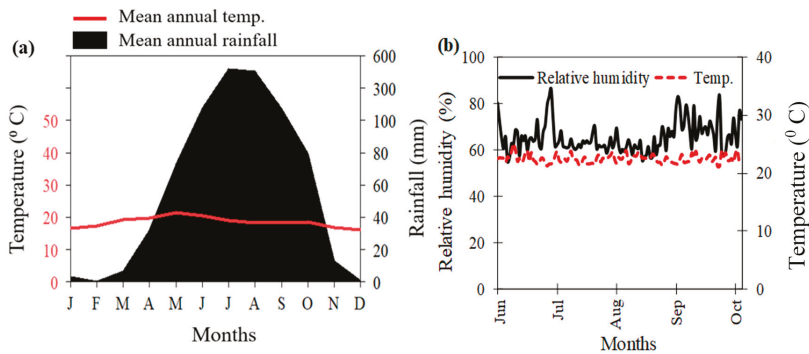 Mean annual temp.
Mean annual rainfall
(a)
Temperature (⁰ C)
50
40
30
20
10
0
600
300
100
80
60
40
20
0
Rainfall (mm)
J F M A M J J A S O N D
Months
(b)
Relative humidity
Temp.
Relative humidity (%)
100
80
60
40
20
0
40
30
20
10
0
Temperature (⁰ C)
Jun Jul Aug Sep Oct
Months